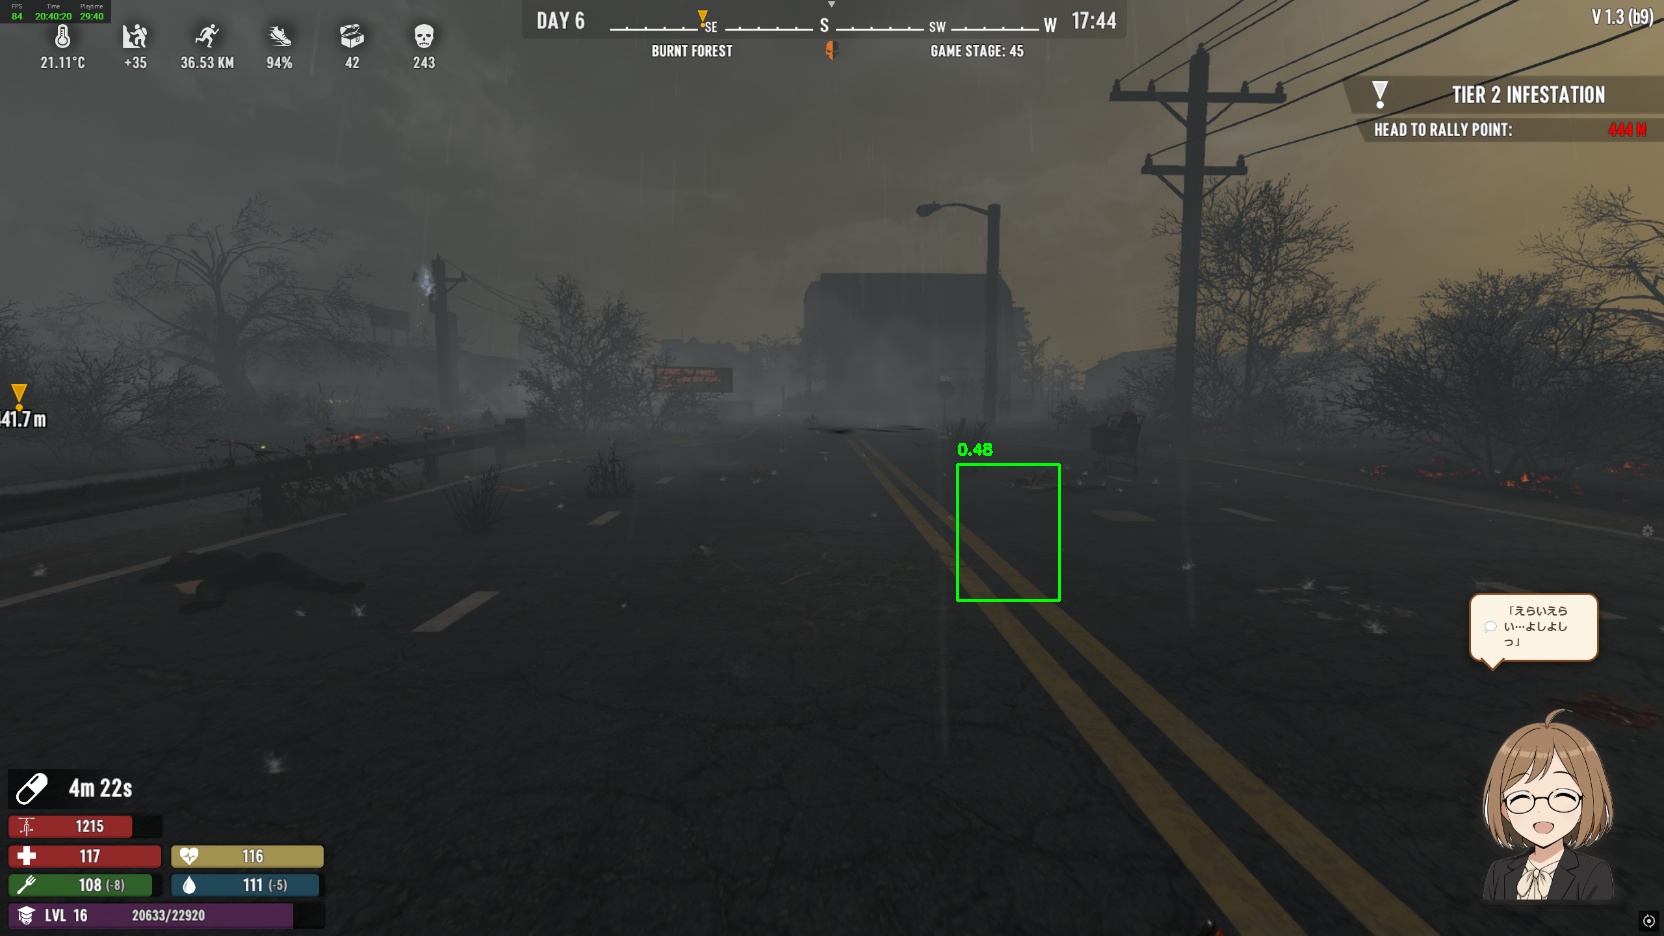 FPS
84
Time
20:40:20
Playtime
29:40
21.11°C
+35
36.53 KM
94%
42
243
DAY 6
SE
S
SW
W
17:44
BURNT FOREST
GAME STAGE: 45
V 1.3 (b9)
TIER 2 INFESTATION
HEAD TO RALLY POINT:
444 M
41.7 m
0.48
「えらいえら
い…よしよし
っ」
4m 22s
1215
117
116
108 (-8)
111 (-5)
LVL 16
20633/22920